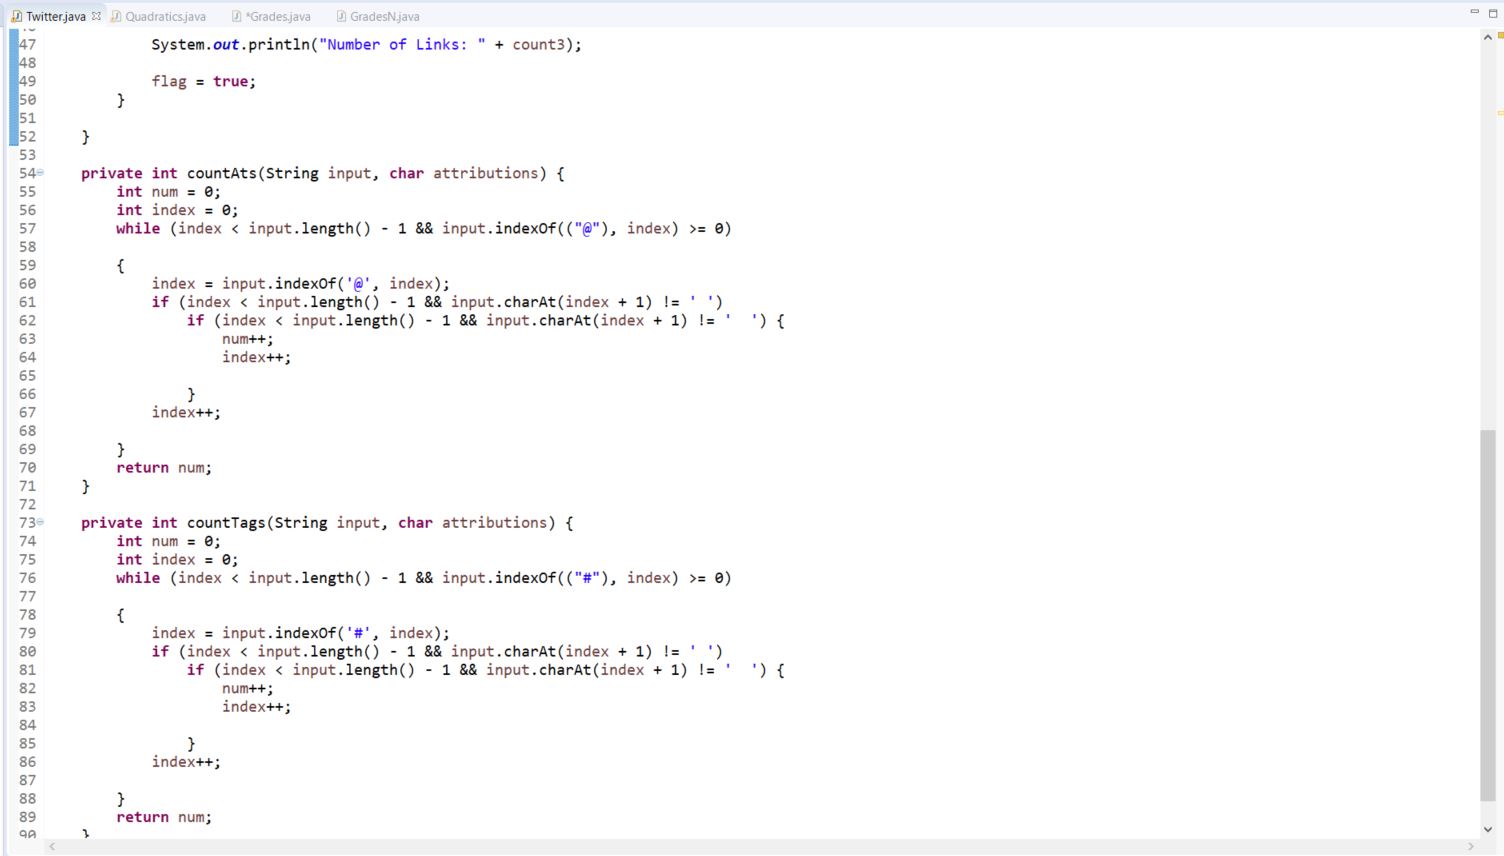 Twitter.java Quadratics.java *Grades.java GradesN.java
47 System.out.println("Number of Links: " + count3);
48
49 flag = true;
50 }
51
52 }
53
54 private int countAts(String input, char attributions) {
55 int num = 0;
56 int index = 0;
57 while (index < input.length() - 1 && input.indexOf(("@"), index) >= 0)
58
59 {
60 index = input.indexOf('@', index);
61 if (index < input.length() - 1 && input.charAt(index + 1) != ' ')
62 if (index < input.length() - 1 && input.charAt(index + 1) != '  ') {
63 num++;
64 index++;
65
66 }
67 index++;
68
69 }
70 return num;
71 }
72
73 private int countTags(String input, char attributions) {
74 int num = 0;
75 int index = 0;
76 while (index < input.length() - 1 && input.indexOf(("#"), index) >= 0)
77
78 {
79 index = input.indexOf('#', index);
80 if (index < input.length() - 1 && input.charAt(index + 1) != ' ')
81 if (index < input.length() - 1 && input.charAt(index + 1) != '  ') {
82 num++;
83 index++;
84
85 }
86 index++;
87
88 }
89 return num;
90 }